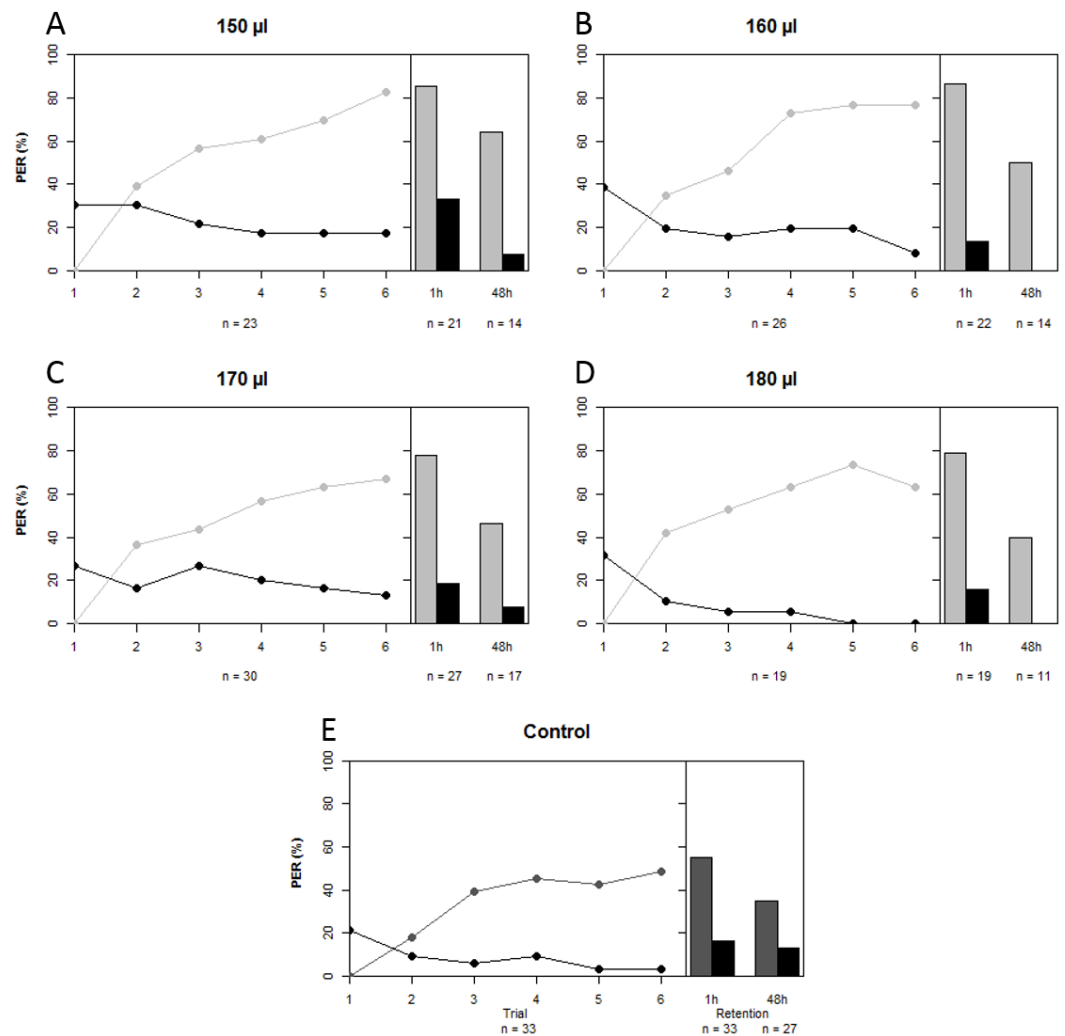 A
150 µl
PER (%)
100
80
60
40
20
0
1 2 3 4 5 6 1h 48h
n = 23 n = 21 n = 14
B
160 µl
100
80
60
40
20
0
1 2 3 4 5 6 1h 48h
n = 26 n = 22 n = 14
C
170 µl
PER (%)
100
80
60
40
20
0
1 2 3 4 5 6 1h 48h
n = 30 n = 27 n = 17
D
180 µl
100
80
60
40
20
0
1 2 3 4 5 6 1h 48h
n = 19 n = 19 n = 11
E
Control
PER (%)
100
80
60
40
20
0
1 2 3 4 5 6 1h 48h
Trial Retention
n = 33 n = 33 n = 27